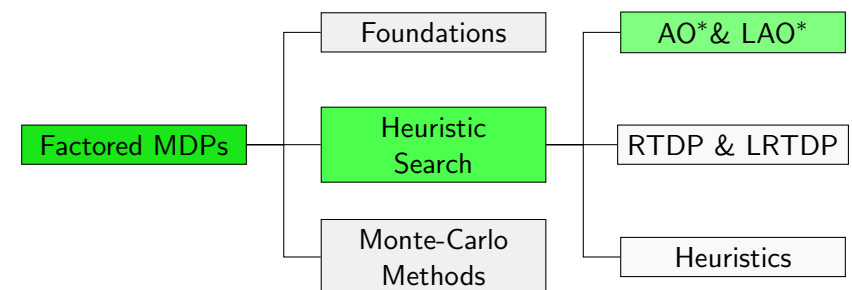 Factored MDPs
Foundations
Heuristic
Search
Monte-Carlo
Methods
AO*& LAO*
RTDP & LRTDP
Heuristics